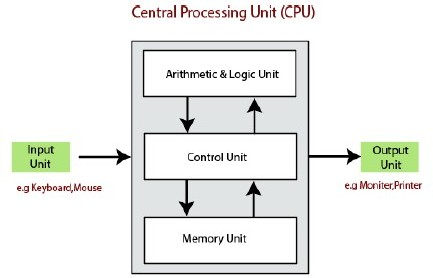 Central Processing Unit (CPU)
Arithmetic & Logic Unit
Input
Unit
Control Unit
Output
Unit
e.g Keyboard,Mouse
e.g Moniter,Printer
Memory Unit